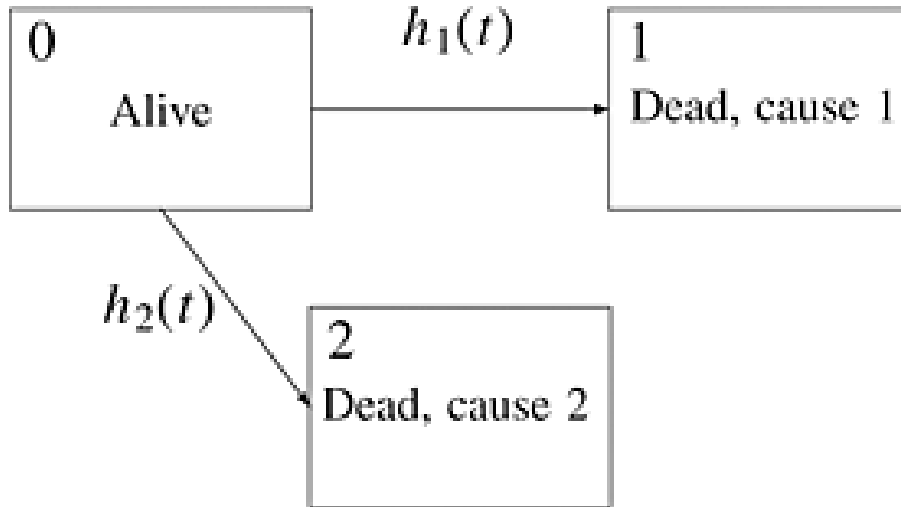 0
Alive
h₁(t)
1
Dead, cause 1
h₂(t)
2
Dead, cause 2